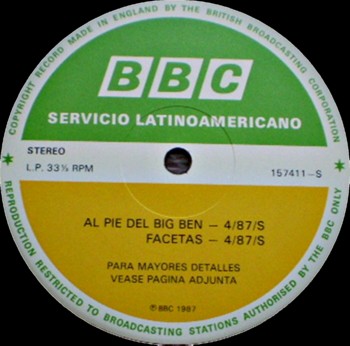 COPYRIGHT RECORD MADE IN ENGLAND BY THE BRITISH BROADCASTING CORPORATION
BBC
SERVICIO LATINOAMERICANO
STEREO
L.P. 33⅓ RPM
157411-S
AL PIE DEL BIG BEN — 4/87/S
FACETAS — 4/87/S
PARA MAYORES DETALLES
VEASE PAGINA ADJUNTA
℗ BBC 1987
REPRODUCTION RESTRICTED TO BROADCASTING STATIONS AUTHORISED BY THE BBC ONLY